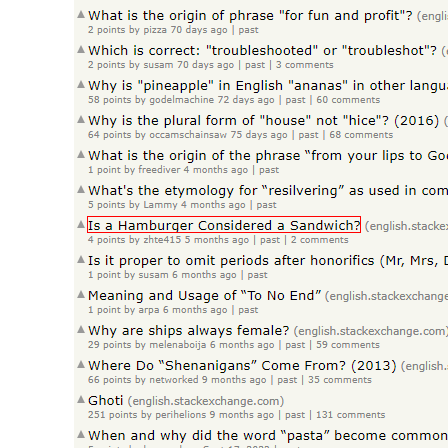 What is the origin of phrase "for fun and profit"? (engli
2 points by pizza 70 days ago | past
Which is correct: "troubleshooted" or "troubleshot"? (
2 points by susam 70 days ago | past | 3 comments
Why is "pineapple" in English "ananas" in other langu
58 points by godelmachine 72 days ago | past | 60 comments
Why is the plural form of "house" not "hice"? (2016) (
64 points by occamschainsaw 75 days ago | past | 68 comments
What is the origin of the phrase “from your lips to Go
1 point by freediver 4 months ago | past
What's the etymology for “resilvering” as used in com
5 points by Lammy 4 months ago | past
Is a Hamburger Considered a Sandwich? (english.stackex
4 points by zhte415 5 months ago | past | 2 comments
Is it proper to omit periods after honorifics (Mr, Mrs, D
1 point by susam 6 months ago | past
Meaning and Usage of “To No End” (english.stackexchange
1 point by arpa 6 months ago | past
Why are ships always female? (english.stackexchange.com)
29 points by melenaboija 6 months ago | past | 59 comments
Where Do “Shenanigans” Come From? (2013) (english.
66 points by networked 9 months ago | past | 35 comments
Ghoti (english.stackexchange.com)
251 points by perihelions 9 months ago | past | 131 comments
When and why did the word “pasta” become common